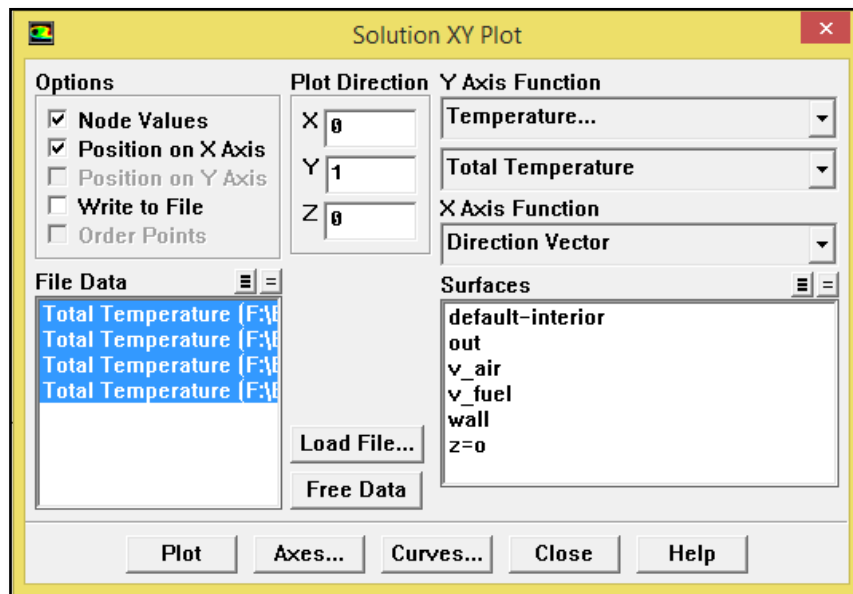 Solution XY Plot
Options
Node Values
Position on X Axis
Position on Y Axis
Write to File
Order Points
Plot Direction
X 0
Y 1
Z 0
Y Axis Function
Temperature...
Total Temperature
X Axis Function
Direction Vector
File Data
Total Temperature (F:\E
Total Temperature (F:\E
Total Temperature (F:\E
Total Temperature (F:\E
Load File...
Free Data
Surfaces
default-interior
out
v_air
v_fuel
wall
z=o
Plot
Axes...
Curves...
Close
Help